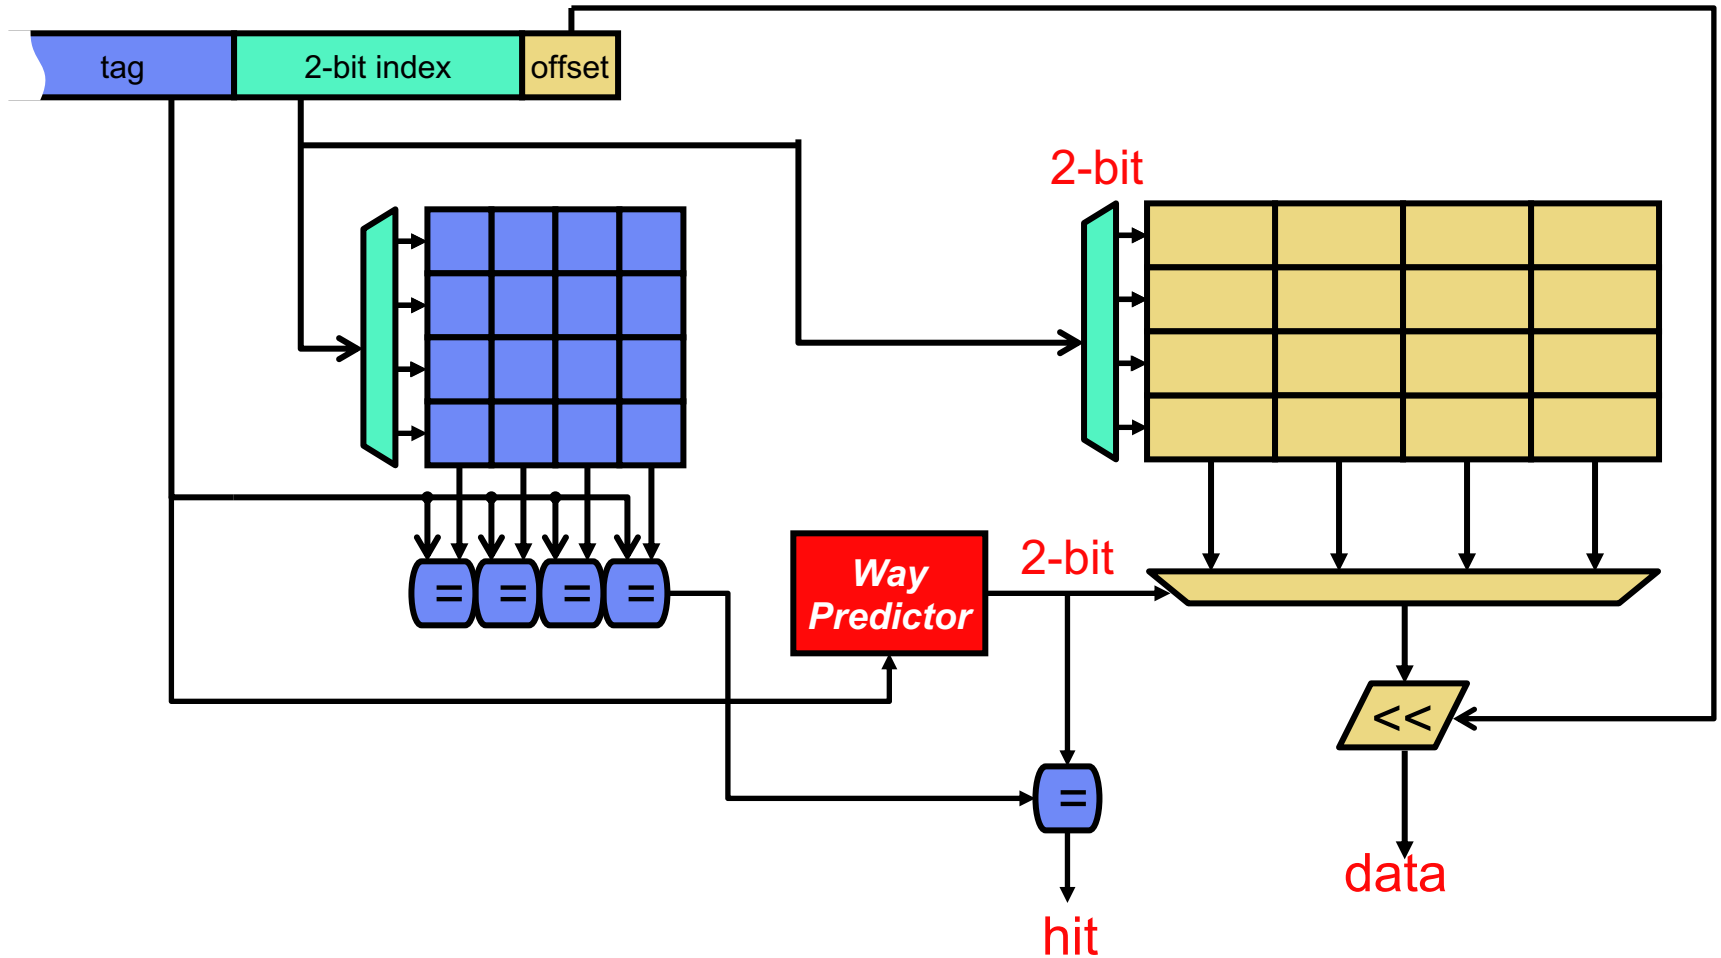 tag
2-bit index
offset
2-bit
= = = =
Way
Predictor
2-bit
<<
=
data
hit